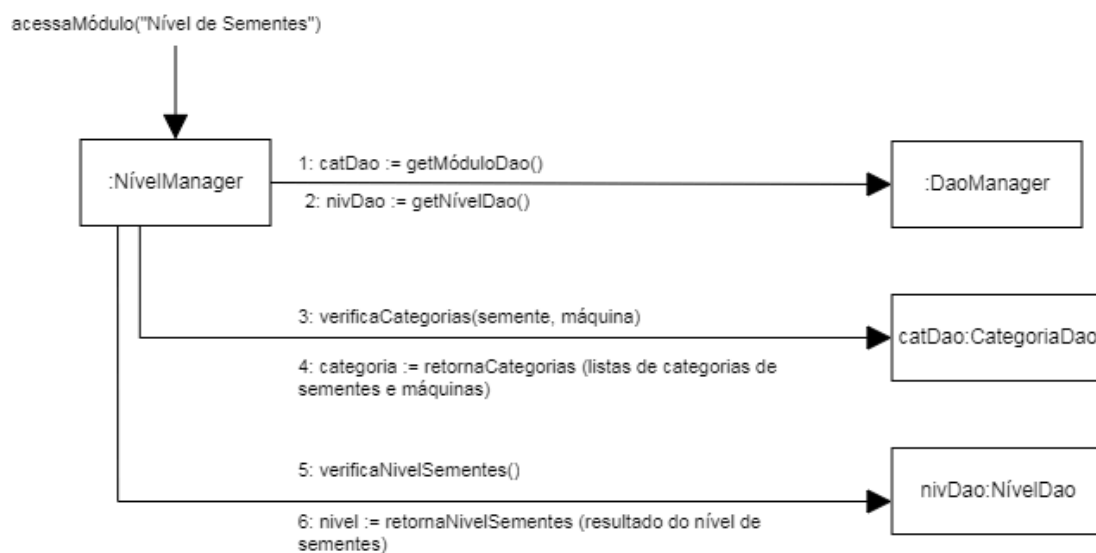 acessaMódulo("Nível de Sementes")
:NívelManager
1: catDao := getMóduloDao()
2: nivDao := getNívelDao()
:DaoManager
3: verificaCategorias(semente, máquina)
catDao:CategoriaDao
4: categoria := retornaCategorias (listas de categorias de
sementes e máquinas)
5: verificaNivelSementes()
nivDao:NívelDao
6: nivel := retornaNivelSementes (resultado do nível de
sementes)